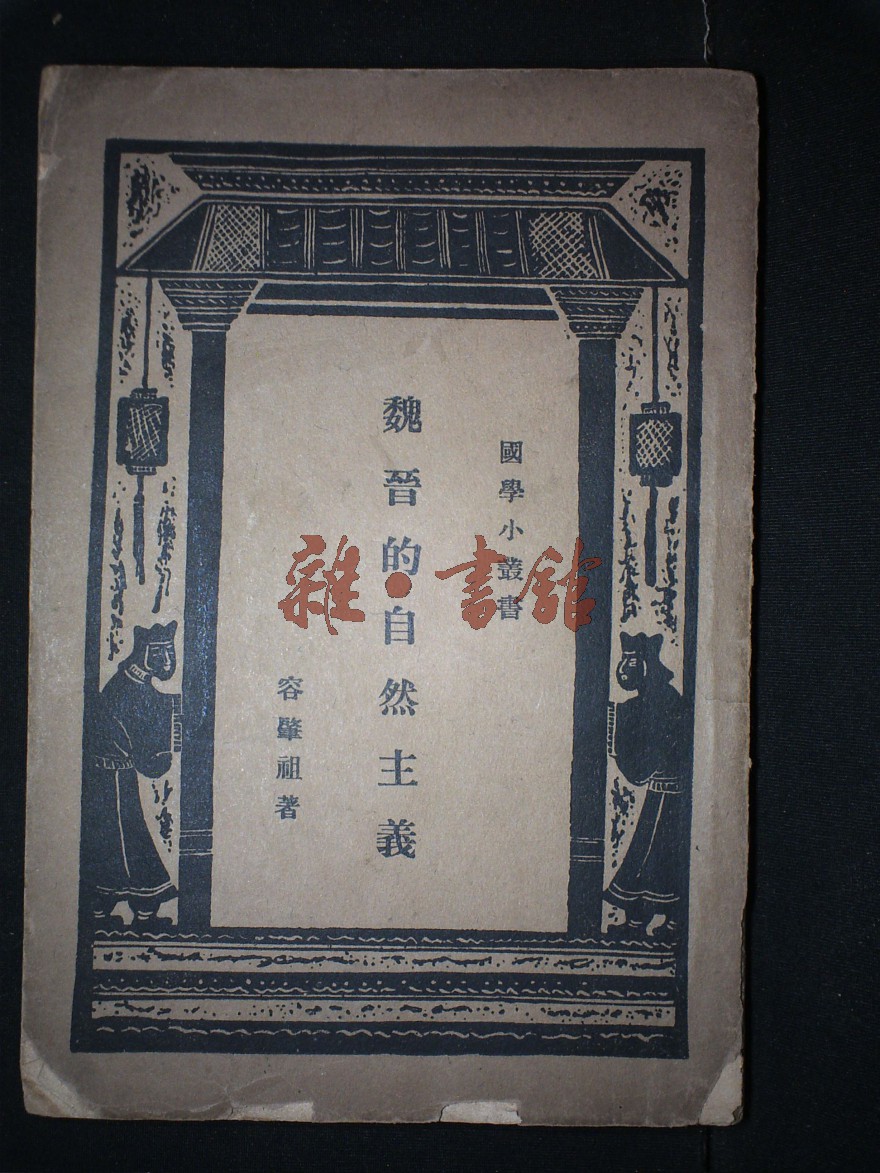 國學小叢書
魏晉的自然主義
容肇祖著
雜·書館